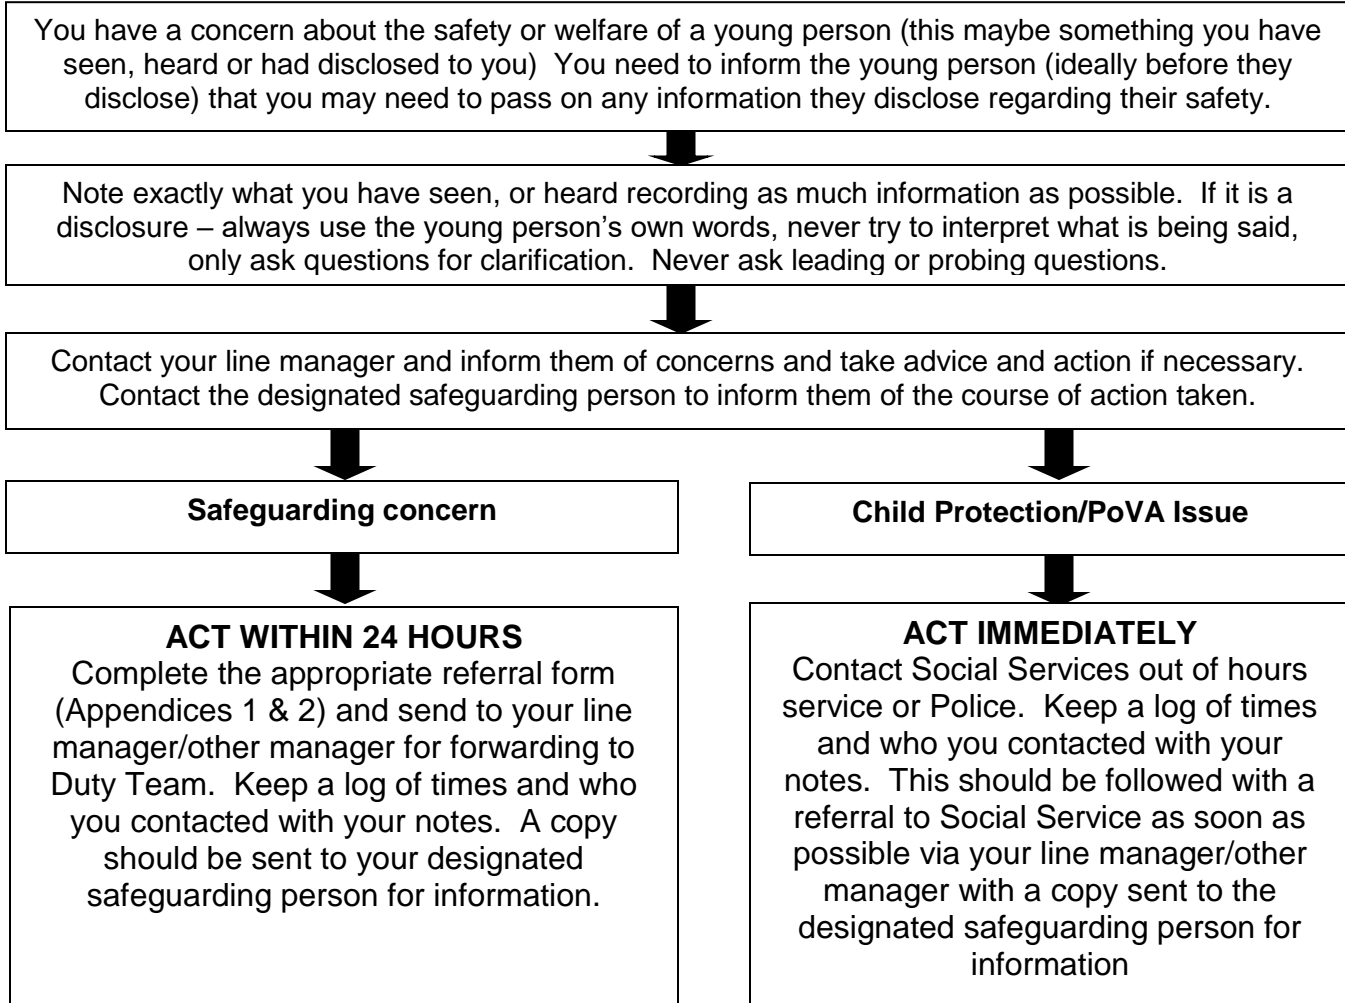 You have a concern about the safety or welfare of a young person (this maybe something you have
seen, heard or had disclosed to you)  You need to inform the young person (ideally before they
disclose) that you may need to pass on any information they disclose regarding their safety.
Note exactly what you have seen, or heard recording as much information as possible.  If it is a
disclosure – always use the young person’s own words, never try to interpret what is being said,
only ask questions for clarification.  Never ask leading or probing questions.
Contact your line manager and inform them of concerns and take advice and action if necessary.
Contact the designated safeguarding person to inform them of the course of action taken.
Safeguarding concern
ACT WITHIN 24 HOURS
Complete the appropriate referral form
(Appendices 1 & 2) and send to your line
manager/other manager for forwarding to
Duty Team.  Keep a log of times and who
you contacted with your notes.  A copy
should be sent to your designated
safeguarding person for information.
Child Protection/PoVA Issue
ACT IMMEDIATELY
Contact Social Services out of hours
service or Police.  Keep a log of times
and who you contacted with your
notes.  This should be followed with a
referral to Social Service as soon as
possible via your line manager/other
manager with a copy sent to the
designated safeguarding person for
information